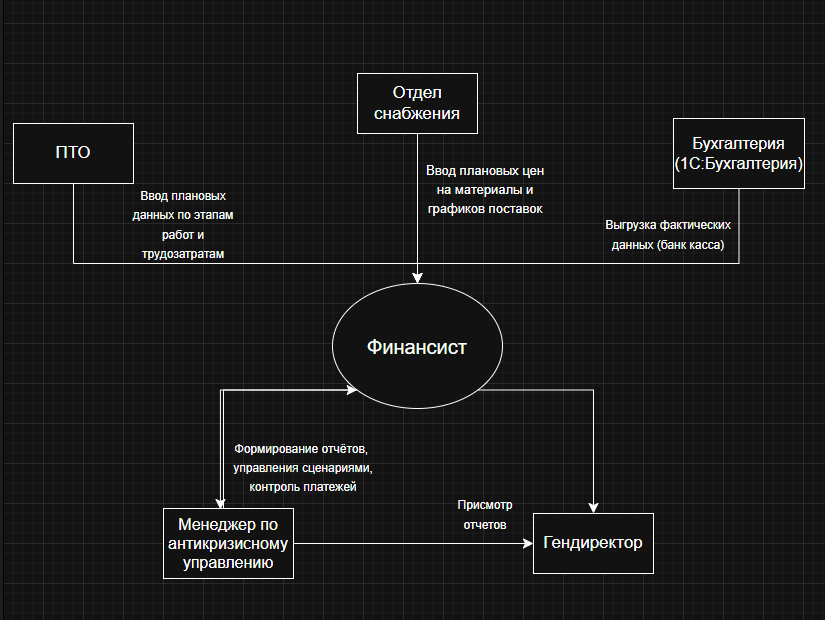 Отдел
снабжения
ПТО
Бухгалтерия
(1С:Бухгалтерия)
Ввод плановых
данных по этапам
работ и
трудозатратам
Ввод плановых цен
на материалы и
графиков поставок
Выгрузка фактических
данных (банк касса)
Финансист
Формирование отчётов,
управления сценариями,
контроль платежей
Менеджер по
антикризисному
управлению
Присмотр
отчетов
Гендиректор